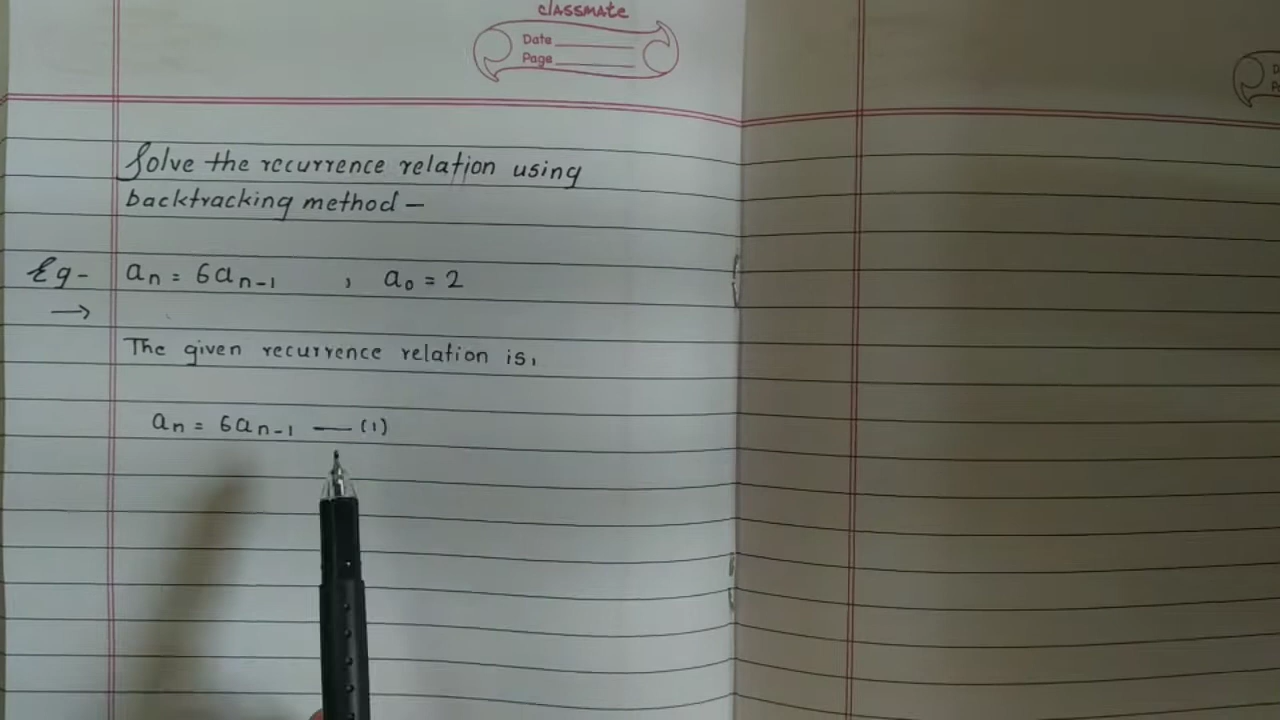 classmate
Date
Page
Solve the recurrence relation using
backtracking method –
Eg- aₙ = 6aₙ₋₁ , a₀ = 2
→
The given recurrence relation is,
aₙ = 6aₙ₋₁ — (1)